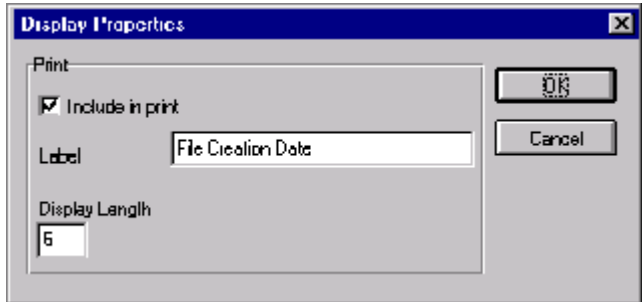 Display Properties
Print
OK
Include in print
Cancel
Label
File Creation Date
Display Length
6